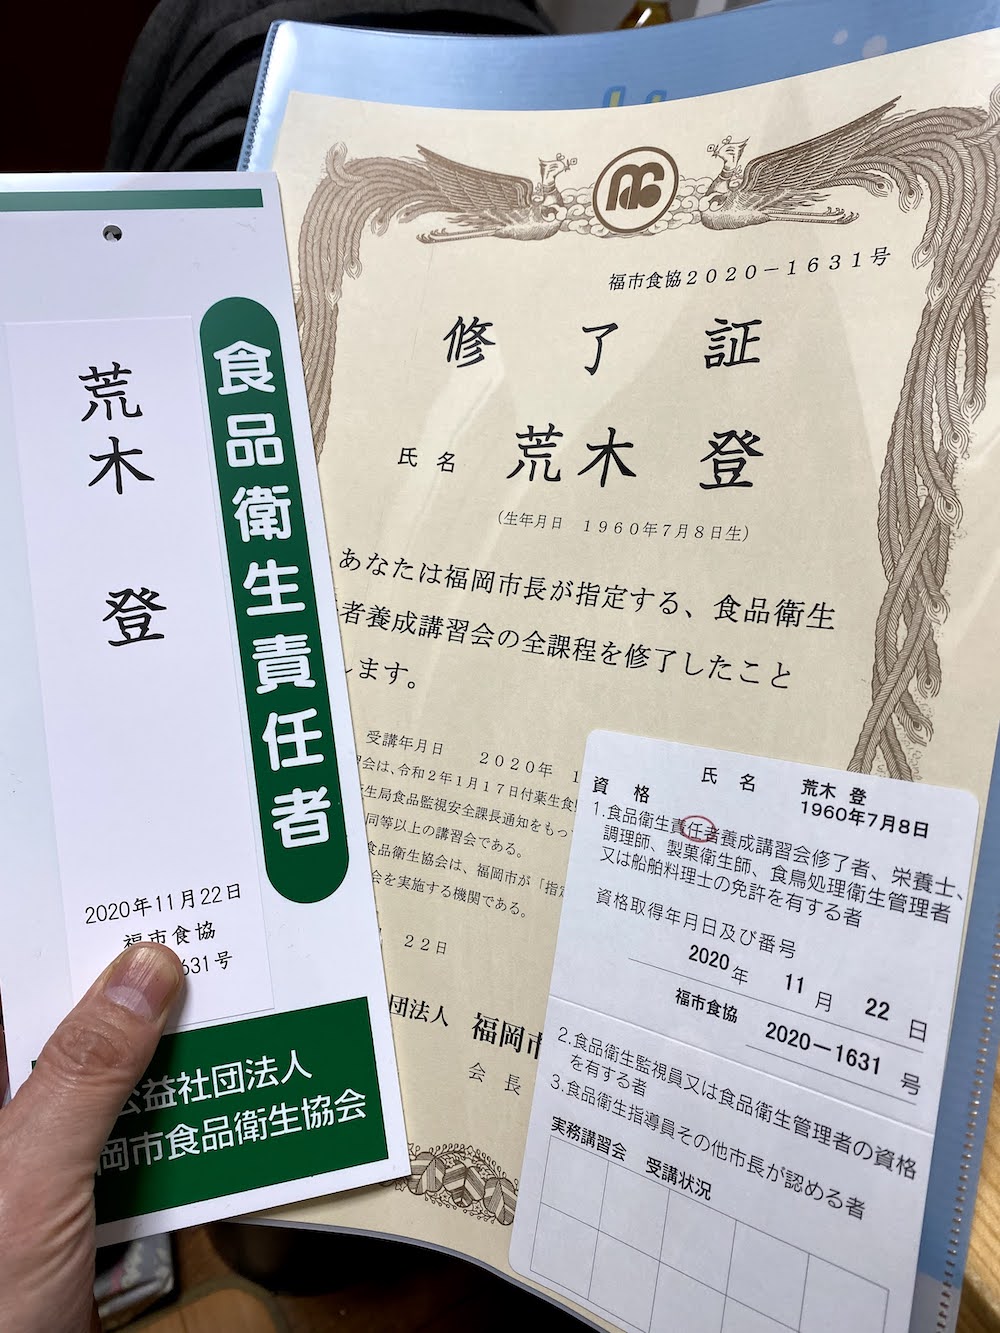 食品衛生責任者
荒木 登
2020年11月22日
福市食協
631号
公益社団法人
岡市食品衛生協会
福市食協2020-1631号
修了証
氏名 荒木 登
(生年月日 1960年7月8日生)
あなたは福岡市長が指定する、食品衛生
者養成講習会の全課程を修了したこと
します。
受講年月日 2020年 1
習会は、令和2年1月17日付薬生食
生局食品監視安全課長通知をもっ
同等以上の講習会である。
食品衛生協会は、福岡市が「指定
会を実施する機関である。
22日
団法人 福岡市
会長
氏名 荒木 登
1960年7月8日
資格
1.食品衛生責任者養成講習会修了者、栄養士、
調理師、製菓衛生師、食鳥処理衛生管理者
又は船舶料理士の免許を有する者
資格取得年月日及び番号
2020年 11月 22日
福市食協 2020-1631 号
2.食品衛生監視員又は食品衛生管理者の資格
を有する者
3.食品衛生指導員その他市長が認める者
実務講習会 受講状況